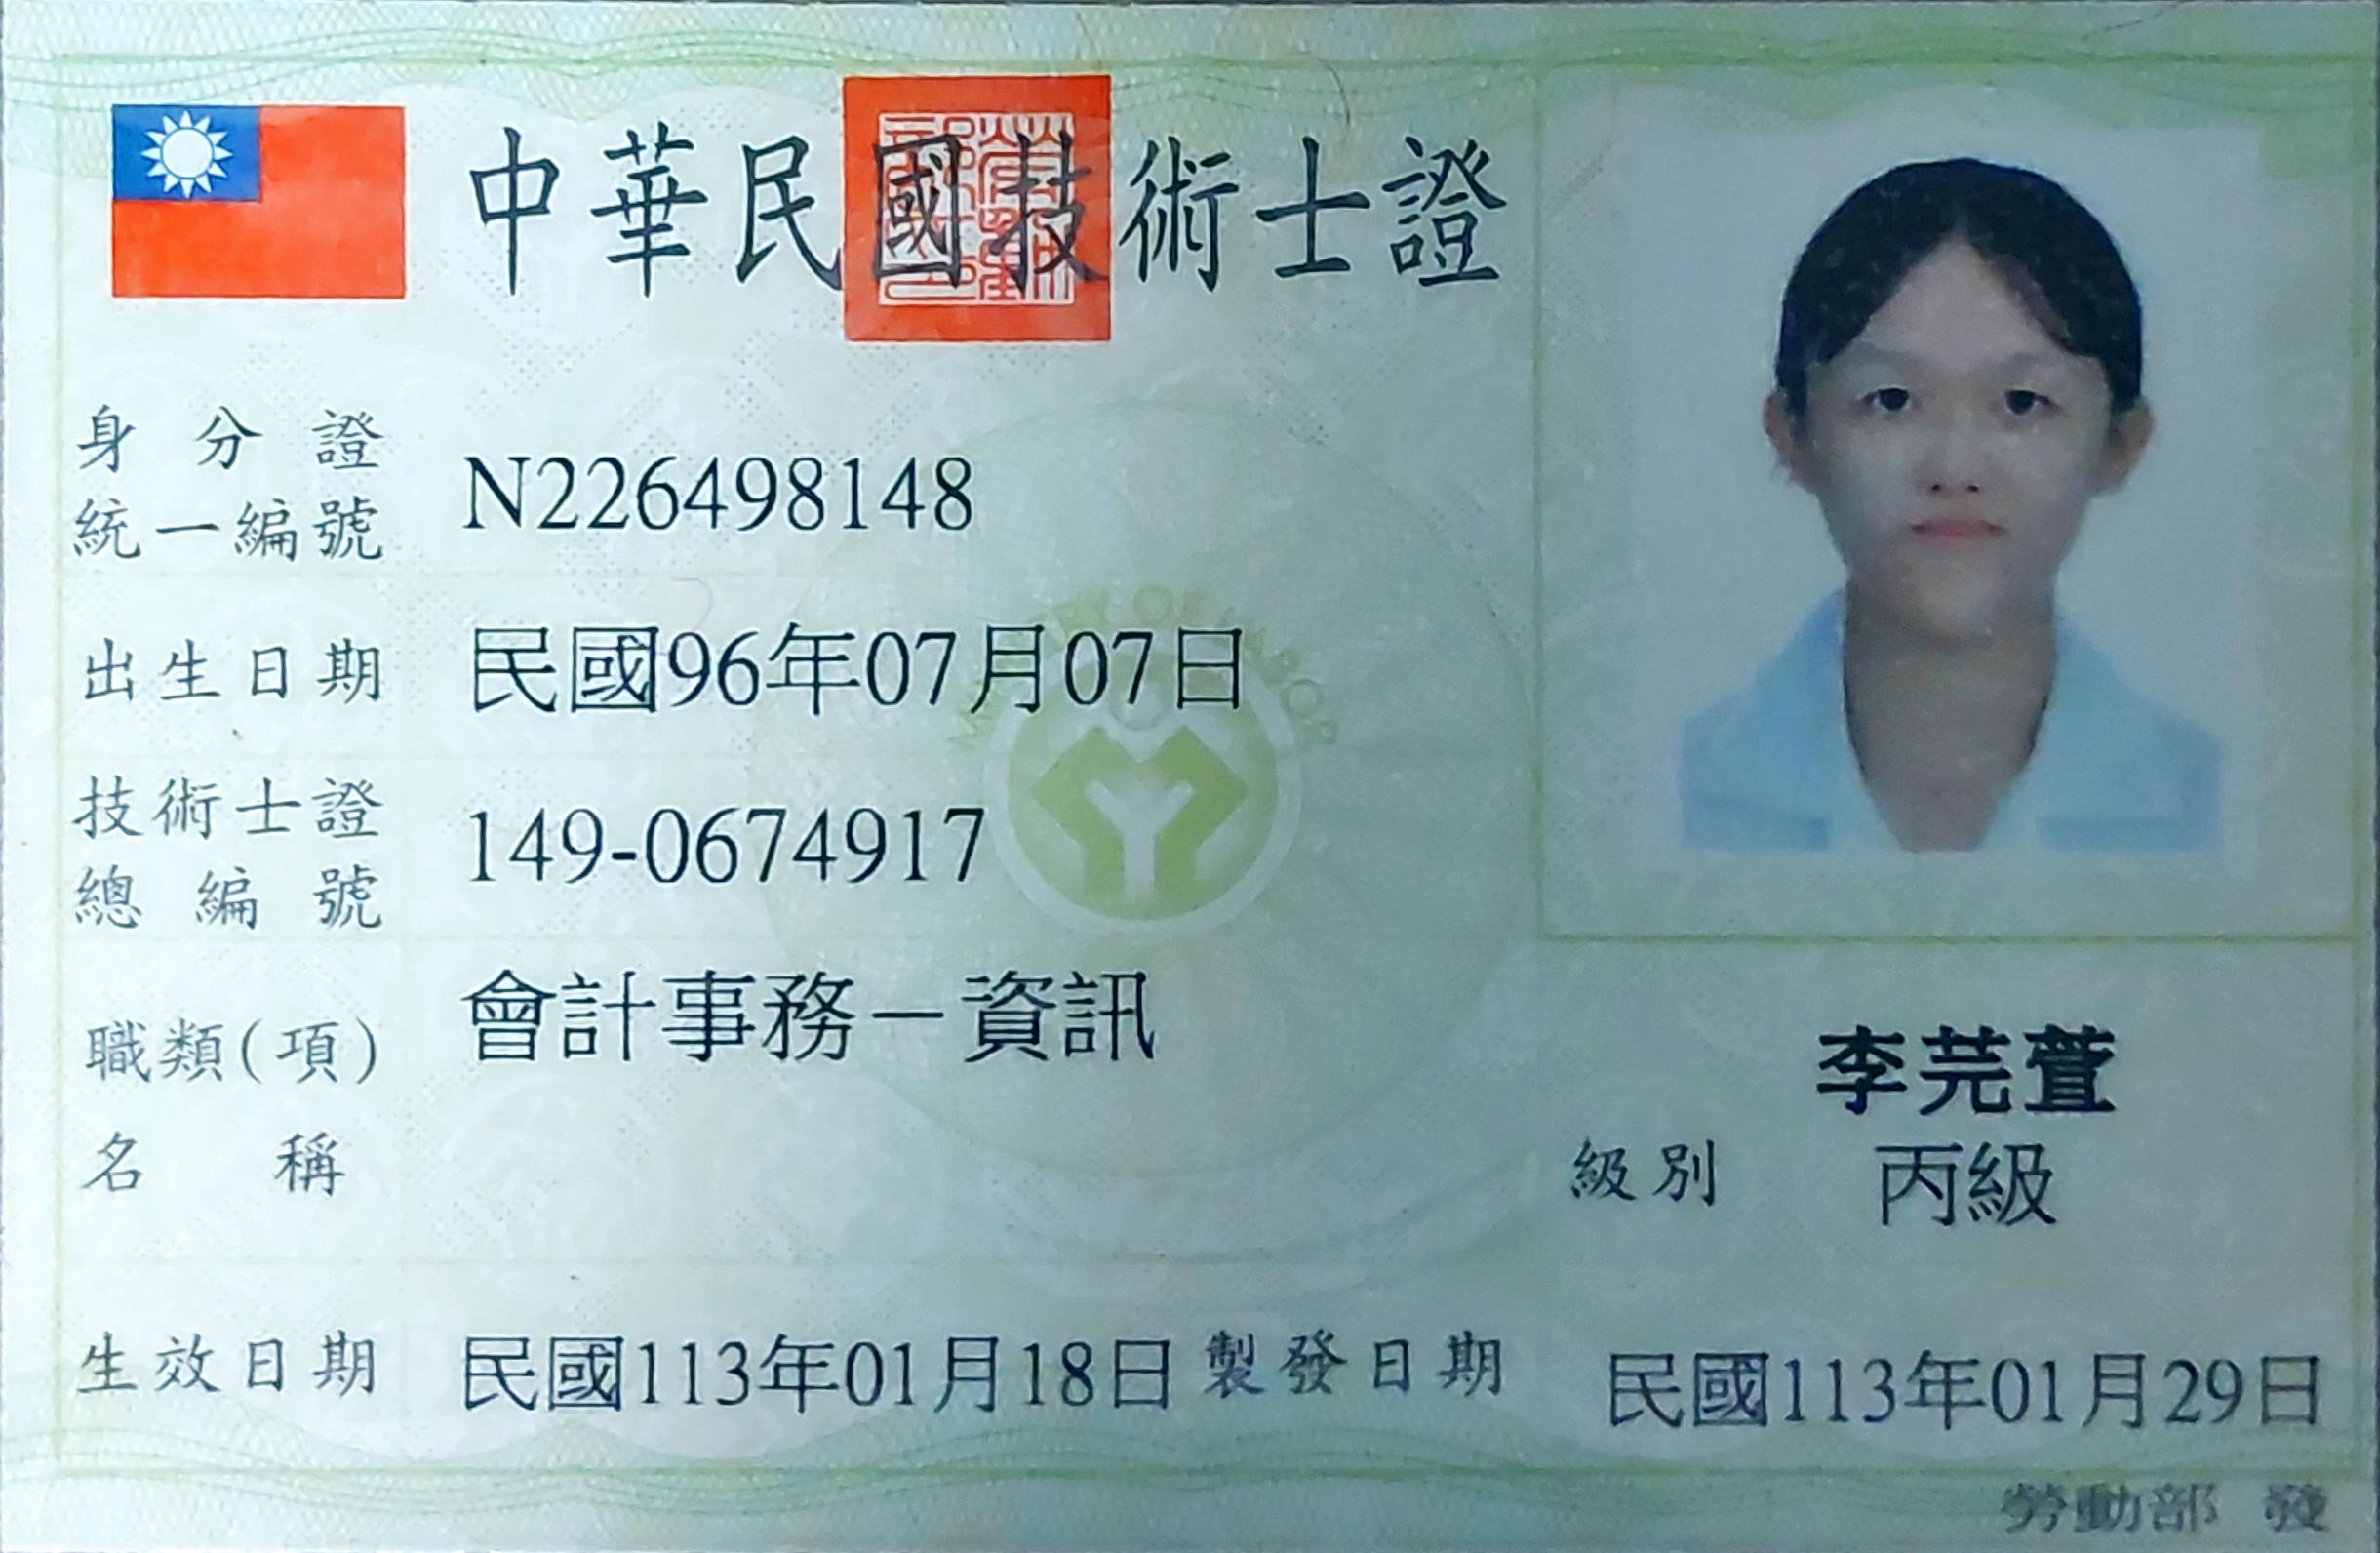 中華民國技術士證
身分證統一編號 N226498148
出生日期 民國96年07月07日
技術士證總編號 149-0674917
職類(項)名稱 會計事務－資訊
李芫萱
級別 丙級
生效日期 民國113年01月18日 製發日期 民國113年01月29日
勞動部 發
MINISTRY OF LABOR